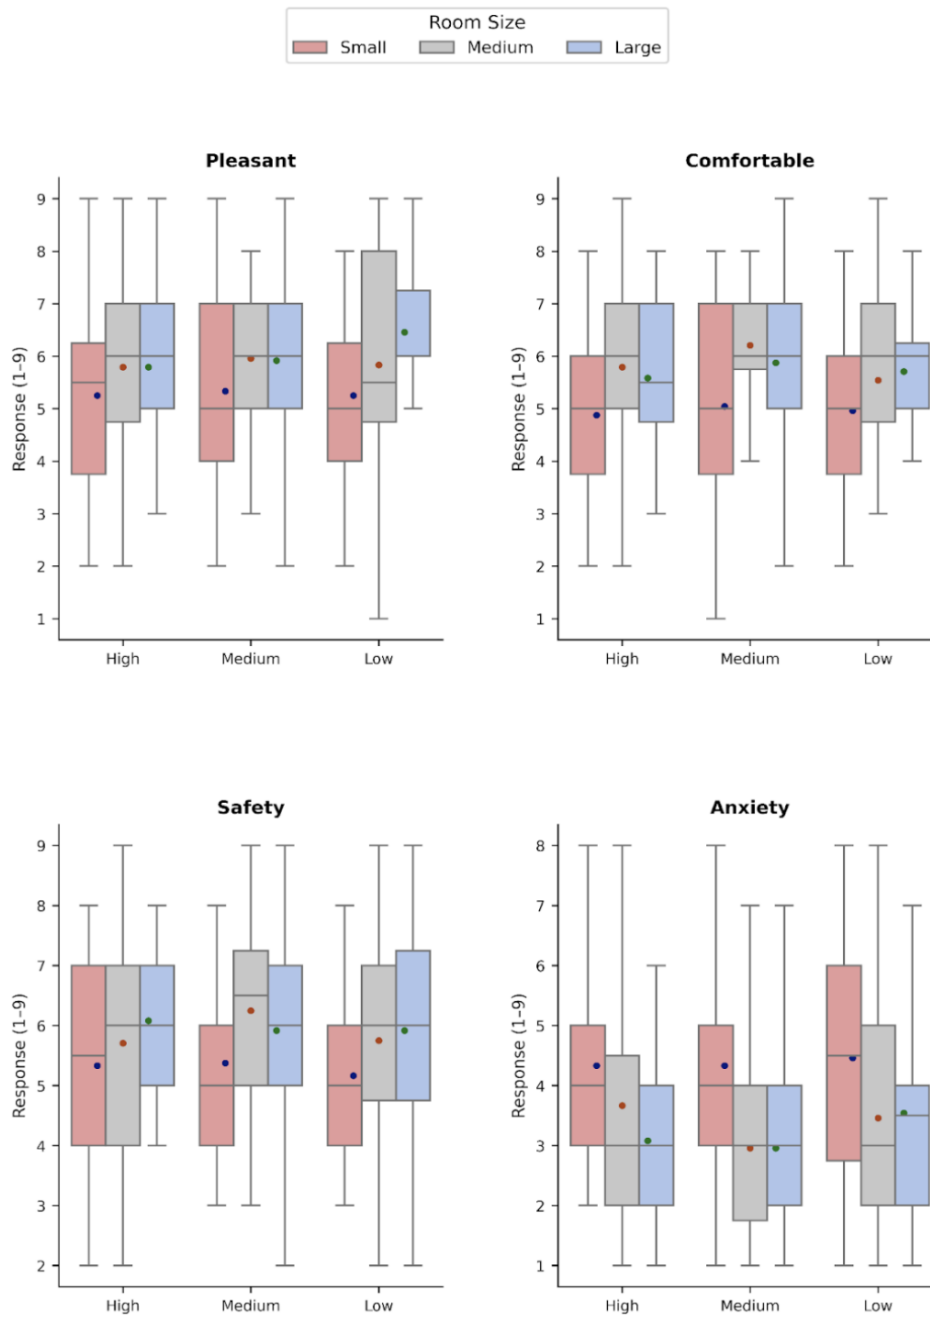 Room Size
Small Medium Large
Pleasant
Comfortable
Response (1–9)
9
8
7
6
5
4
3
2
1
High Medium Low
Response (1–9)
9
8
7
6
5
4
3
2
1
High Medium Low
Safety
Anxiety
Response (1–9)
9
8
7
6
5
4
3
2
High Medium Low
Response (1–9)
8
7
6
5
4
3
2
1
High Medium Low